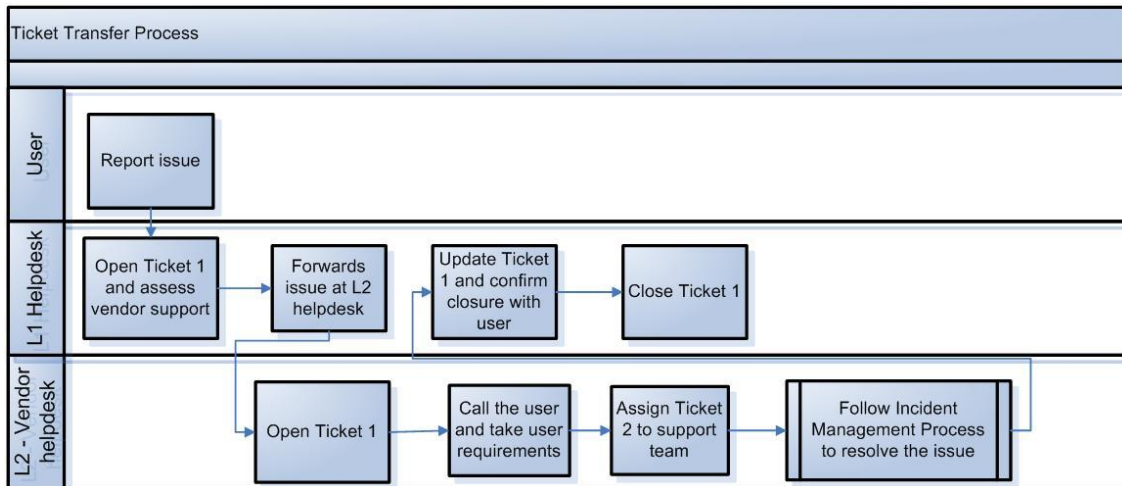 Ticket Transfer Process
User
Report issue
L1 Helpdesk
Open Ticket 1
and assess
vendor support
Forwards
issue at L2
helpdesk
Update Ticket
1 and confirm
closure with
user
Close Ticket 1
L2 - Vendor
helpdesk
Open Ticket 1
Call the user
and take user
requirements
Assign Ticket
2 to support
team
Follow Incident
Management Process
to resolve the issue